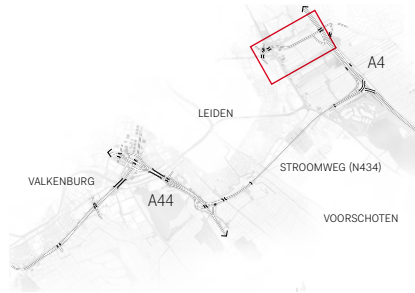 A4
LEIDEN
STROOMWEG (N434)
VALKENBURG
A44
VOORSCHOTEN